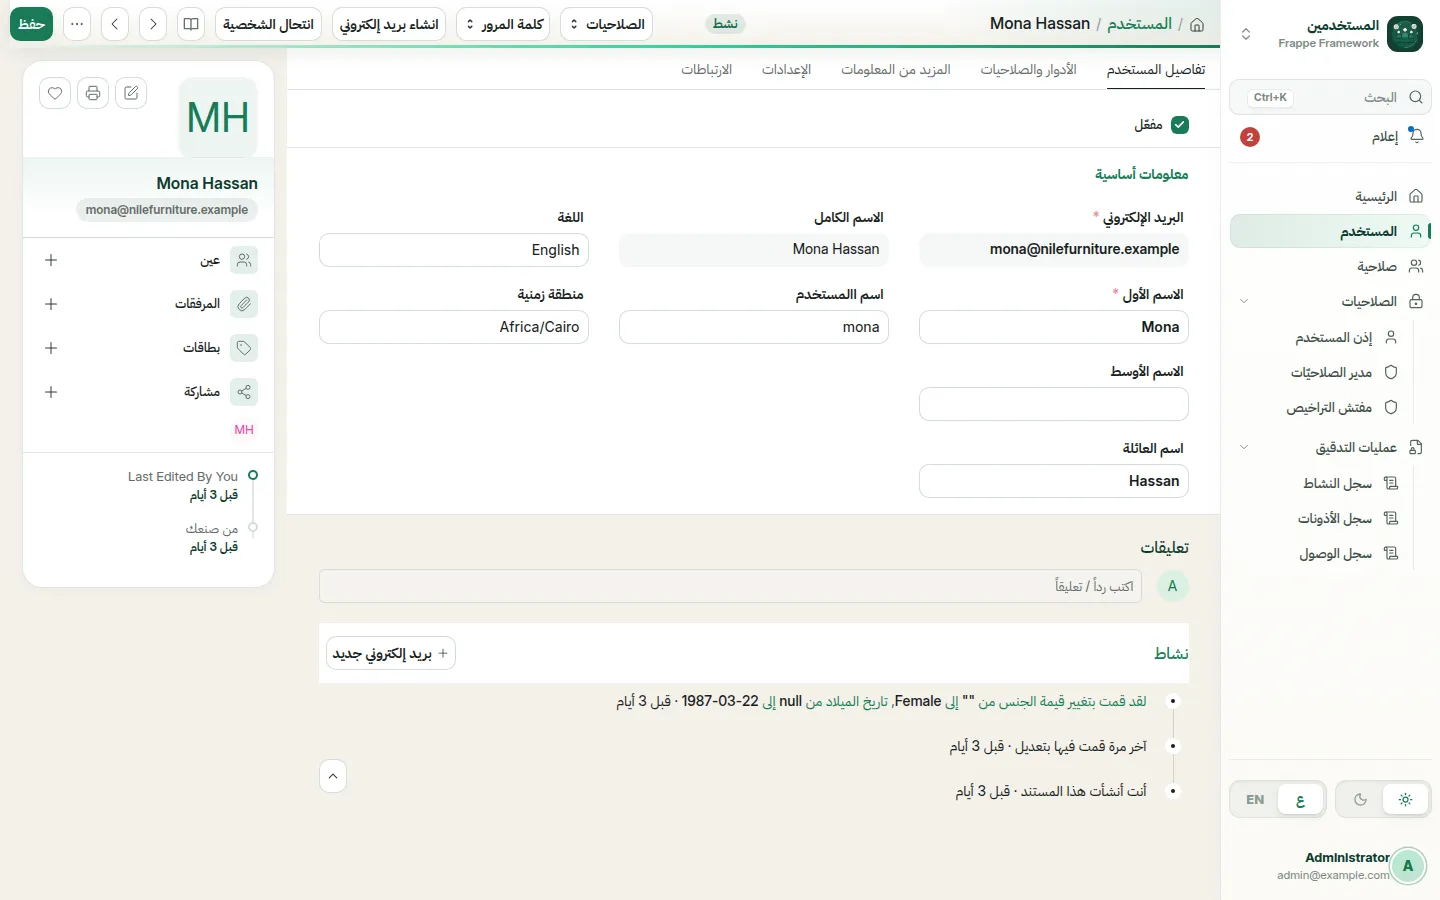 المستخدمين
Frappe Framework
البحث
Ctrl+K
إعلام
2
الرئيسية
المستخدم
صلاحية
الصلاحيات
إذن المستخدم
مدير الصلاحيّات
مفتش التراخيص
عمليات التدقيق
سجل النشاط
سجل الأذونات
سجل الوصول
ع
EN
A
Administrator
admin@example.com
المستخدم / Mona Hassan
نشط
الصلاحيات
كلمة المرور
انشاء بريد إلكتروني
انتحال الشخصية
حفظ
تفاصيل المستخدم
الأدوار والصلاحيات
المزيد من المعلومات
الإعدادات
الارتباطات
مفعّل
معلومات أساسية
البريد الإلكتروني *
mona@nilefurniture.example
الاسم الكامل
Mona Hassan
اللغة
English
الاسم الأول *
Mona
اسم االمستخدم
mona
منطقة زمنية
Africa/Cairo
الاسم الأوسط
اسم العائلة
Hassan
تعليقات
A
اكتب رداً / تعليقاً
نشاط
+ بريد إلكتروني جديد
لقد قمت بتغيير قيمة الجنس من "" إلى Female, تاريخ الميلاد من null إلى 22-03-1987 · قبل 3 أيام
آخر مرة قمت فيها بتعديل · قبل 3 أيام
أنت أنشأت هذا المستند · قبل 3 أيام
MH
Mona Hassan
mona@nilefurniture.example
عين
المرفقات
بطاقات
مشاركة
MH
Last Edited By You
قبل 3 أيام
من صنعك
قبل 3 أيام